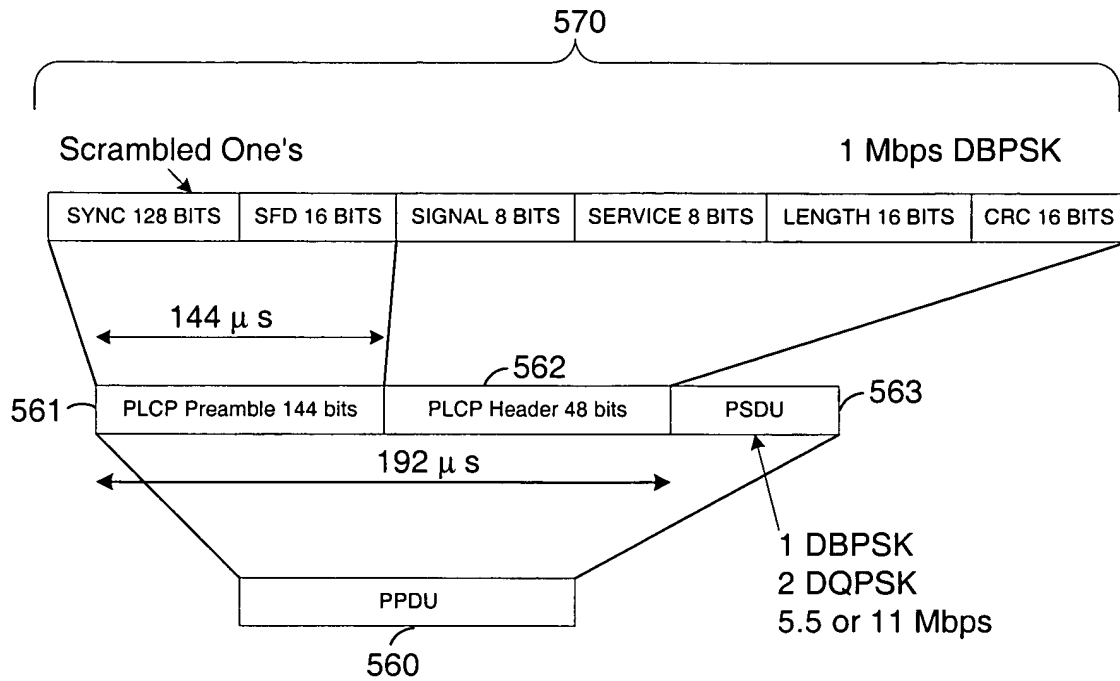 570
Scrambled One's
1 Mbps DBPSK
SYNC 128 BITS SFD 16 BITS SIGNAL 8 BITS SERVICE 8 BITS LENGTH 16 BITS CRC 16 BITS
144 μ s
562
561 PLCP Preamble 144 bits PLCP Header 48 bits PSDU 563
192 μ s
1 DBPSK
2 DQPSK
5.5 or 11 Mbps
PPDU
560